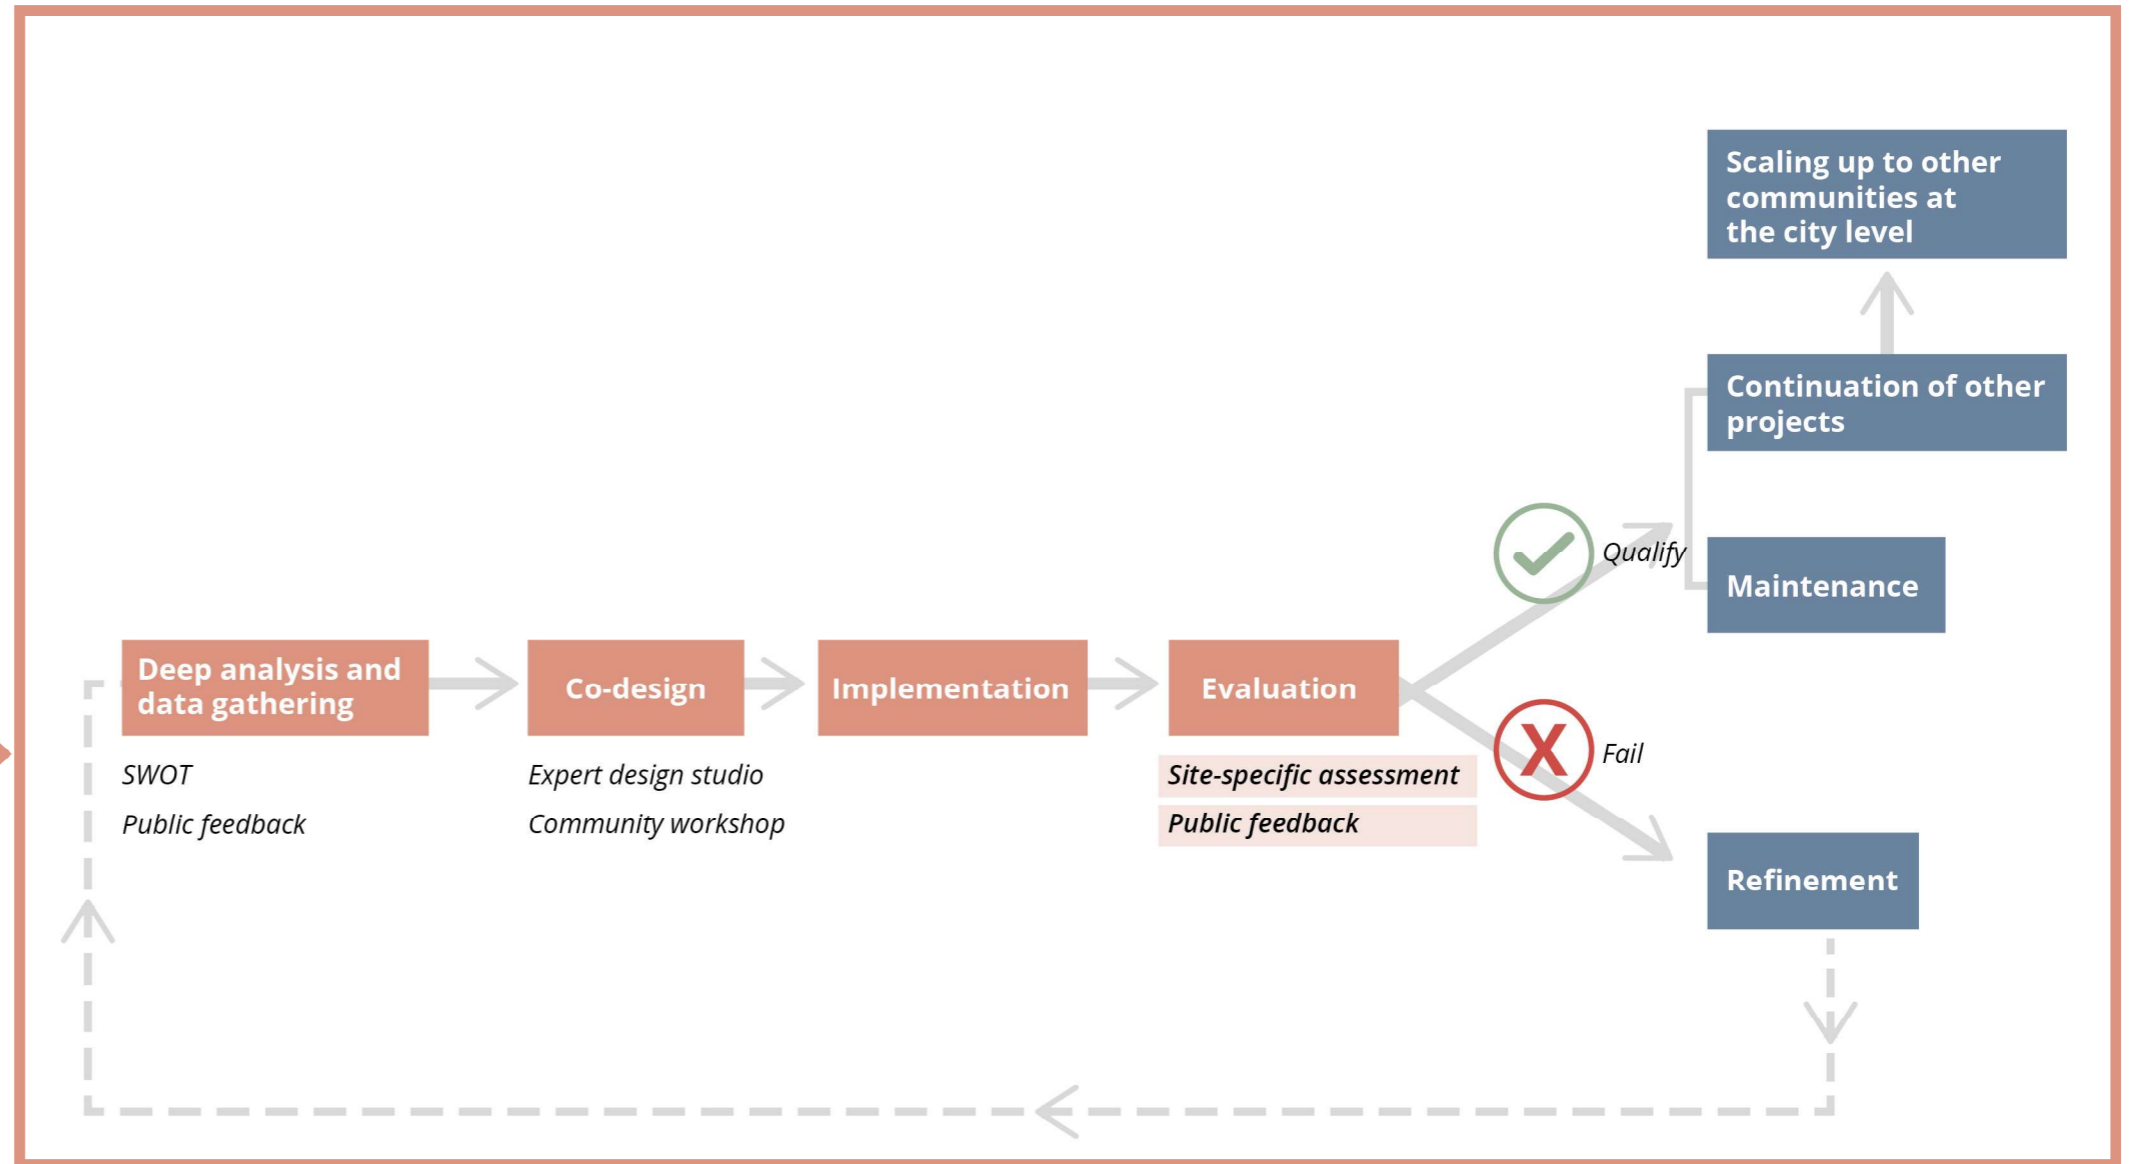 Scaling up to other
communities at
the city level
Continuation of other
projects
Qualify
Maintenance
Deep analysis and
data gathering
Co-design
Implementation
Evaluation
X
Fail
SWOT
Public feedback
Expert design studio
Community workshop
Site-specific assessment
Public feedback
Refinement